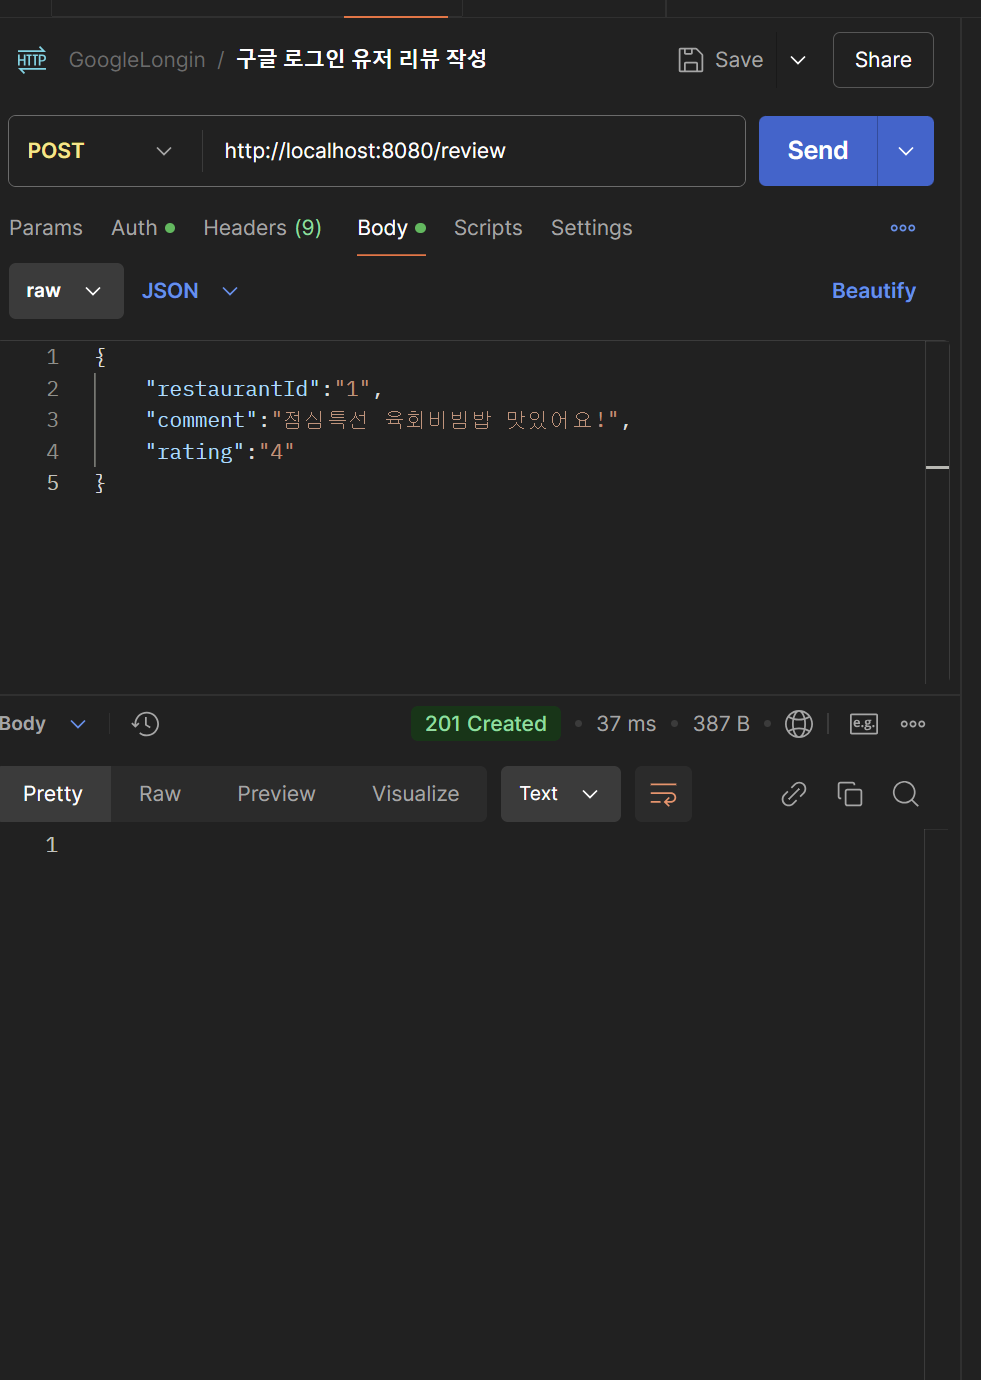 HTTP GoogleLongin / 구글 로그인 유저 리뷰 작성 Save Share
POST http://localhost:8080/review Send
Params Auth Headers (9) Body Scripts Settings
raw JSON Beautify
1 {
2 "restaurantId":"1",
3 "comment":"점심특선 육회비빔밥 맛있어요!",
4 "rating":"4"
5 }
Body 201 Created 37 ms 387 B e.g.
Pretty Raw Preview Visualize Text
1